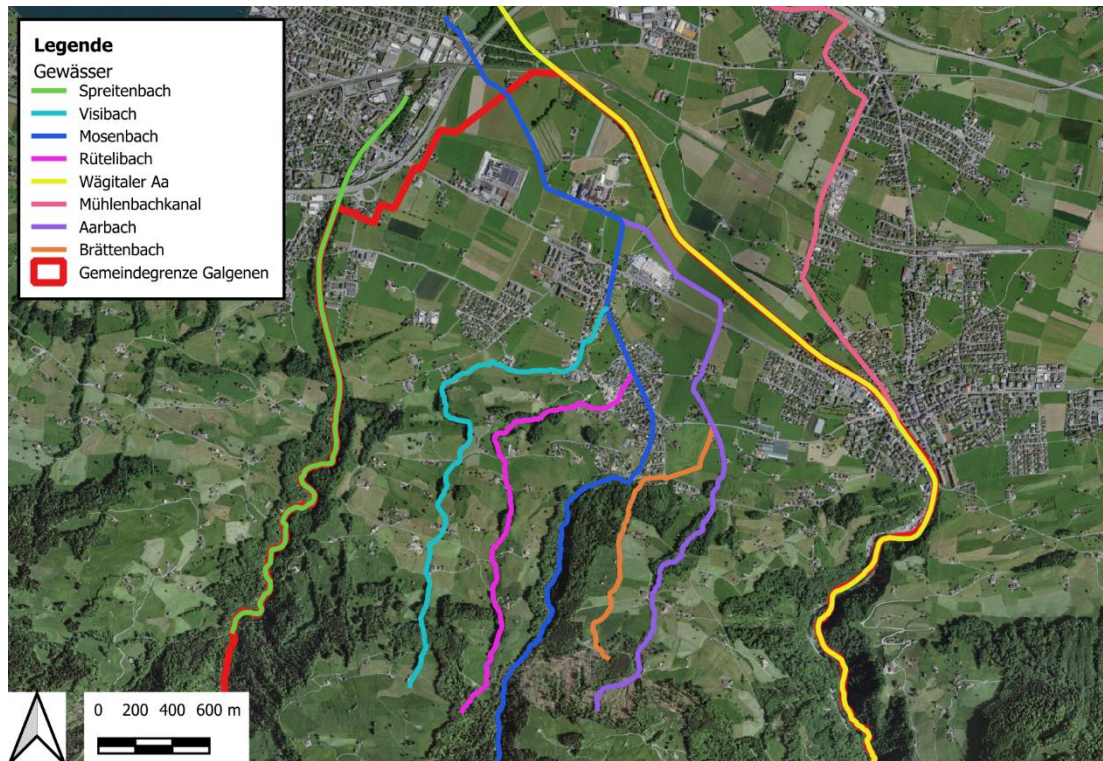 Legende
Gewässer
Spreitenbach
Visibach
Mosenbach
Rütelibach
Wägitaler Aa
Mühlenbachkanal
Aarbach
Brättenbach
Gemeindegrenze Galgenen
0 200 400 600 m